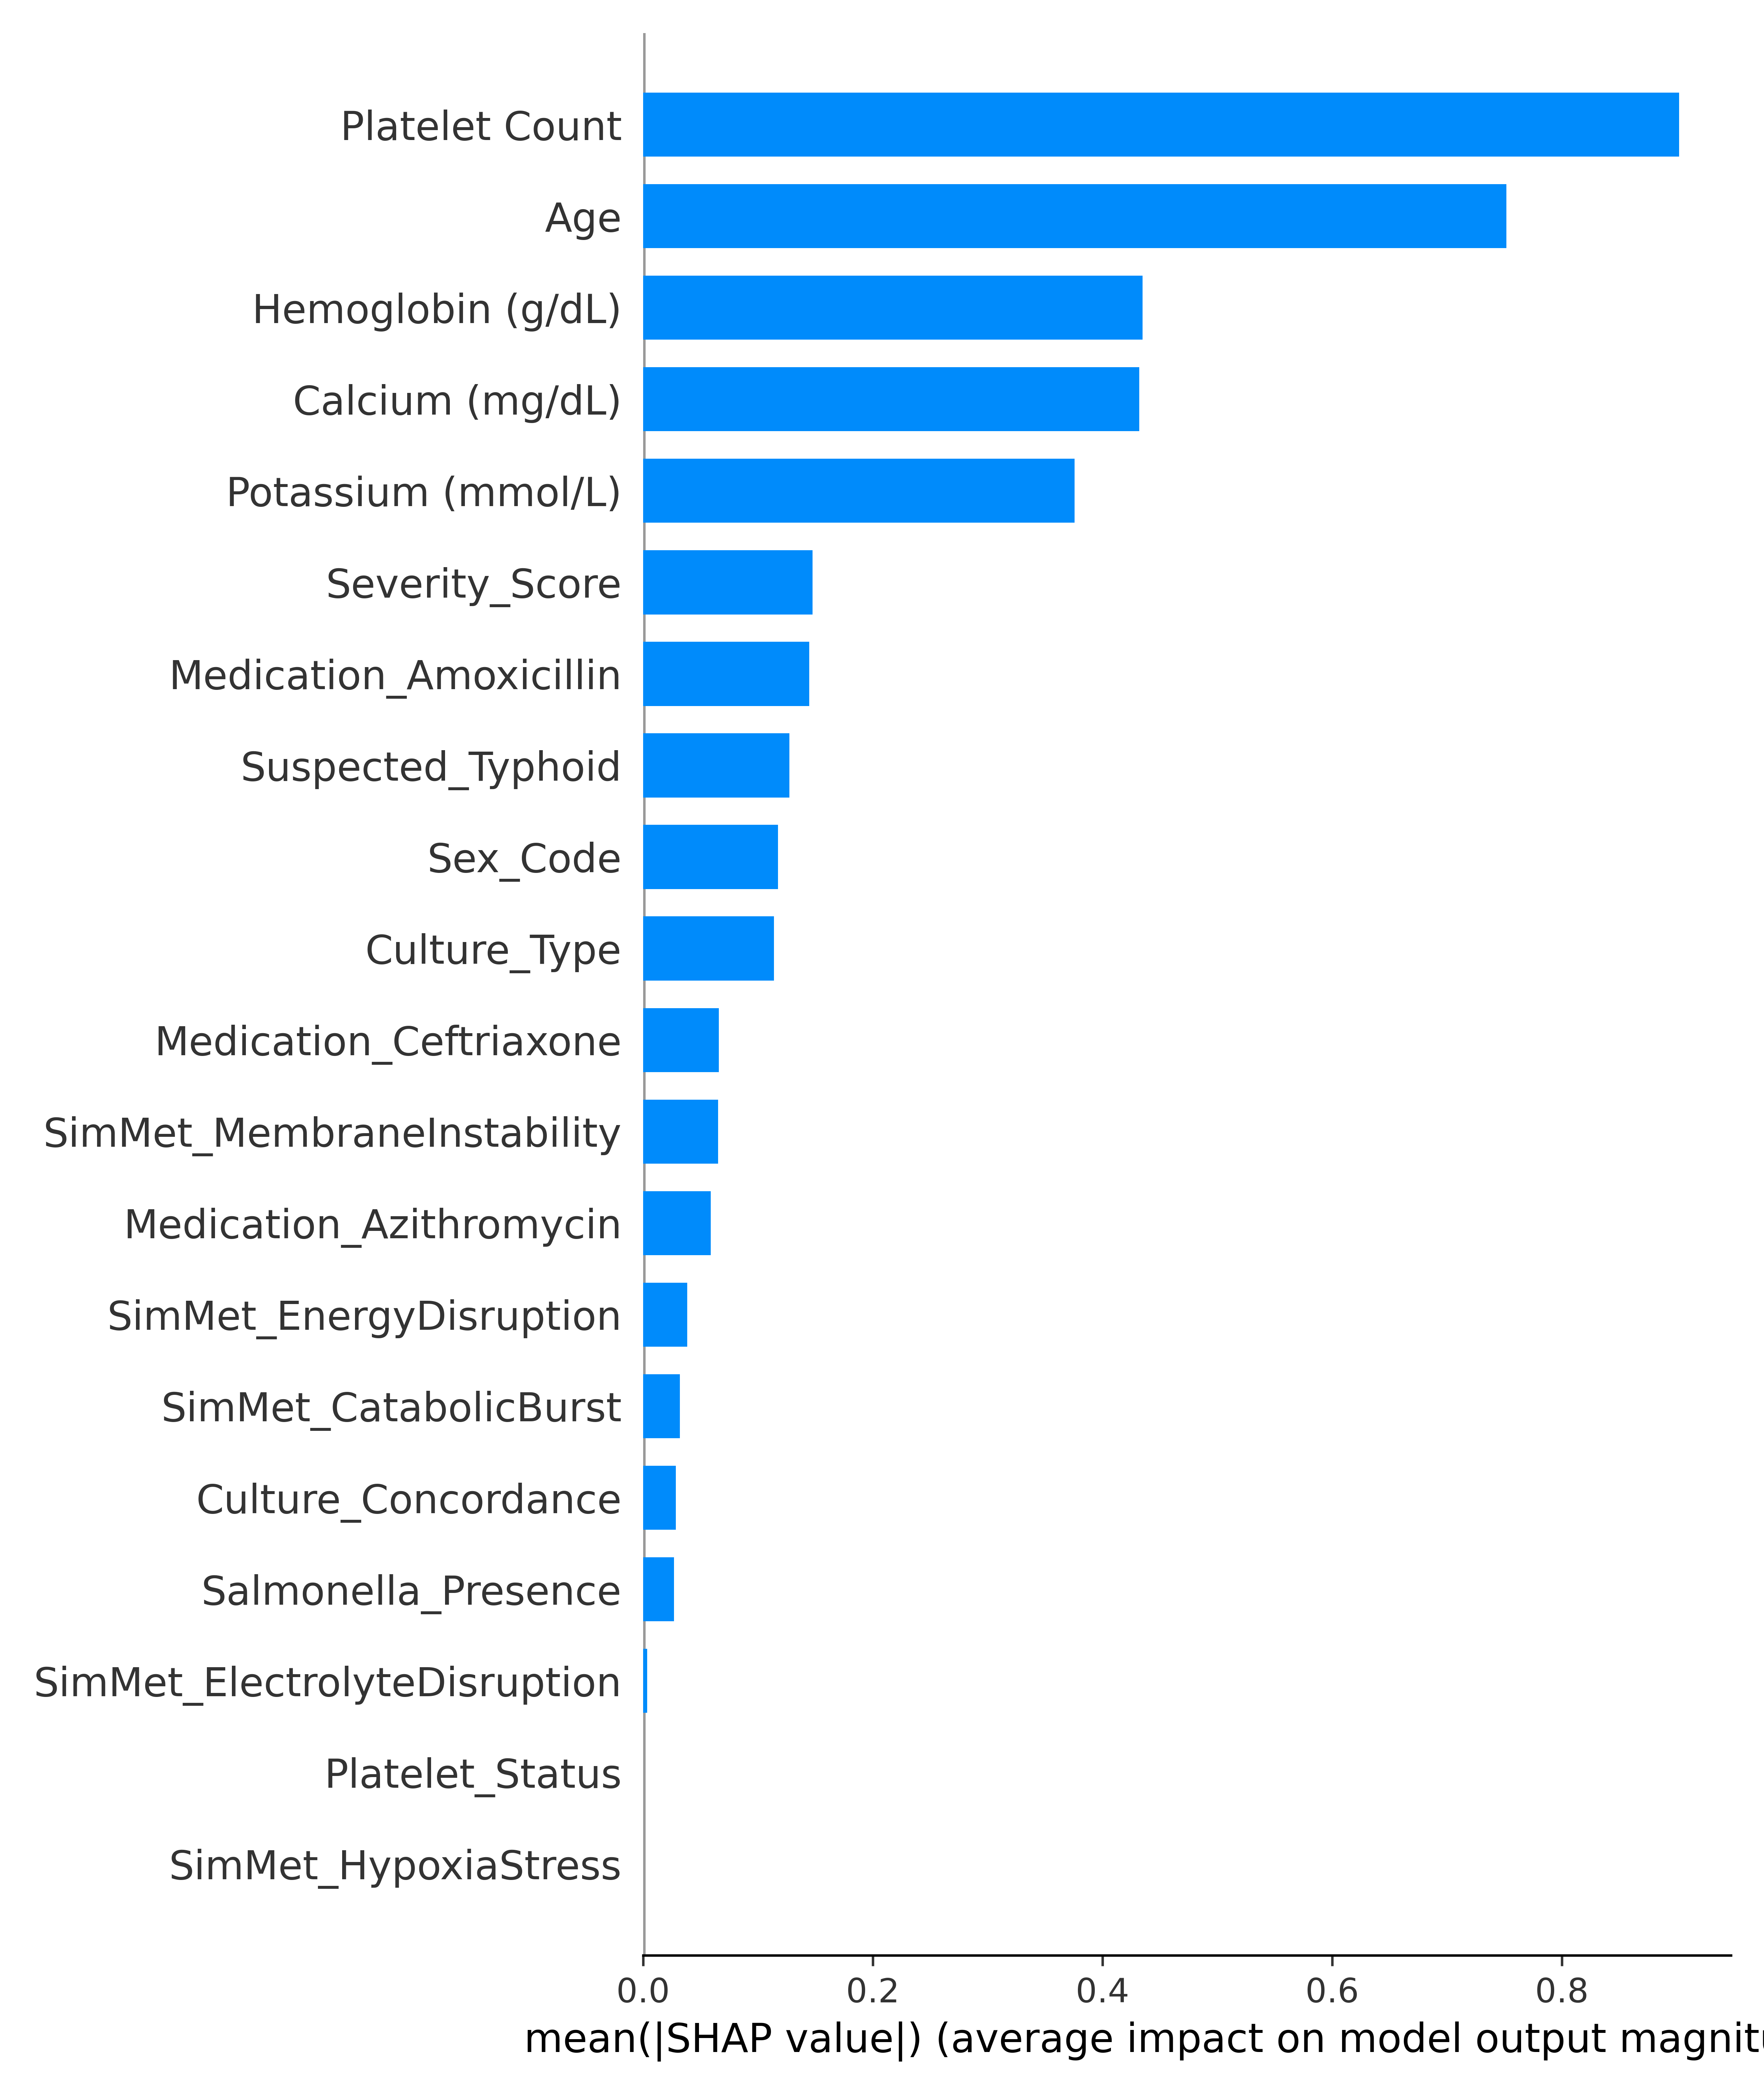 Platelet Count
Age
Hemoglobin (g/dL)
Calcium (mg/dL)
Potassium (mmol/L)
Severity_Score
Medication_Amoxicillin
Suspected_Typhoid
Sex_Code
Culture_Type
Medication_Ceftriaxone
SimMet_MembraneInstability
Medication_Azithromycin
SimMet_EnergyDisruption
SimMet_CatabolicBurst
Culture_Concordance
Salmonella_Presence
SimMet_ElectrolyteDisruption
Platelet_Status
SimMet_HypoxiaStress
0.0 0.2 0.4 0.6 0.8
mean(|SHAP value|) (average impact on model output